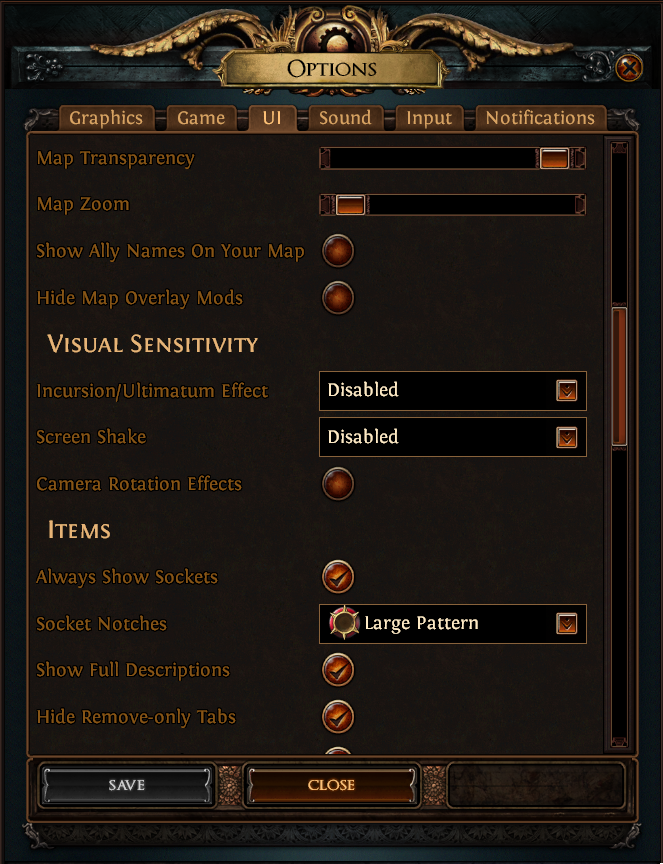 Options
Graphics Game UI Sound Input Notifications
Map Transparency
Map Zoom
Show Ally Names On Your Map
Hide Map Overlay Mods
Visual Sensitivity
Incursion/Ultimatum Effect Disabled
Screen Shake Disabled
Camera Rotation Effects
Items
Always Show Sockets
Socket Notches Large Pattern
Show Full Descriptions
Hide Remove-only Tabs
SAVE CLOSE